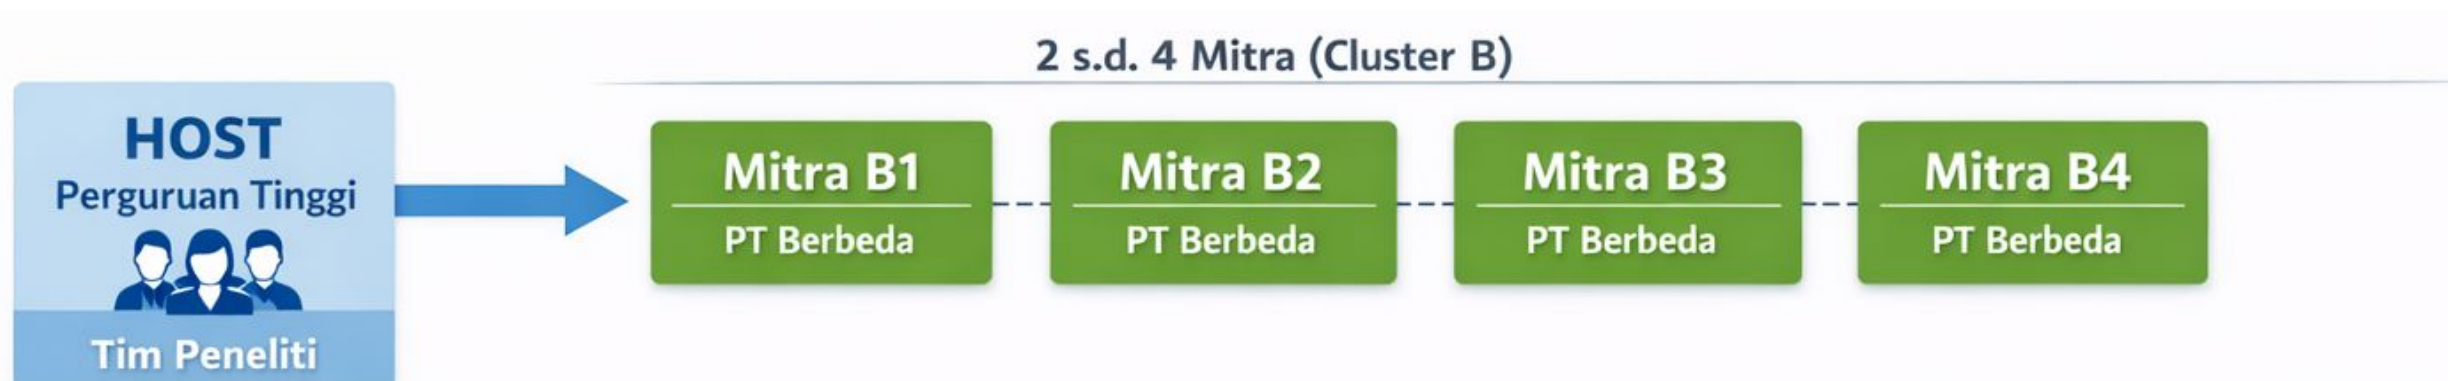 2 s.d. 4 Mitra (Cluster B)
HOST
Perguruan Tinggi
Tim Peneliti
Mitra B1
PT Berbeda
Mitra B2
PT Berbeda
Mitra B3
PT Berbeda
Mitra B4
PT Berbeda